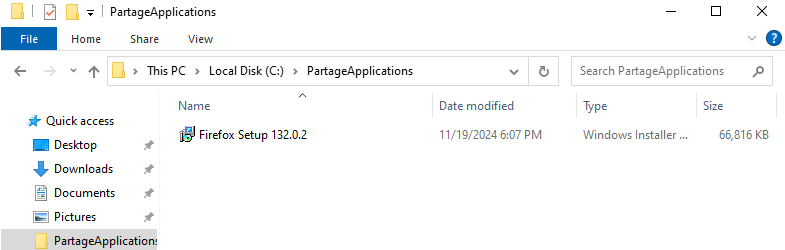 PartageApplications
File Home Share View
This PC Local Disk (C:) PartageApplications Search PartageApplications
Name Date modified Type Size
Quick access
Firefox Setup 132.0.2 11/19/2024 6:07 PM Windows Installer ... 66,816 KB
Desktop
Downloads
Documents
Pictures
PartageApplications